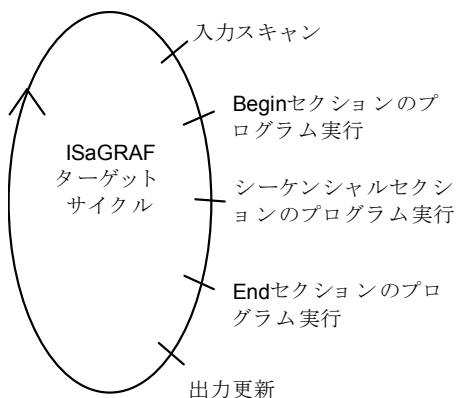 入力スキャン
Beginセクションのプ
ログラム実行
ISaGRAF
ターゲット
サイクル
シーケンシャルセクシ
ョンのプログラム実行
Endセクションのプロ
グラム実行
出力更新